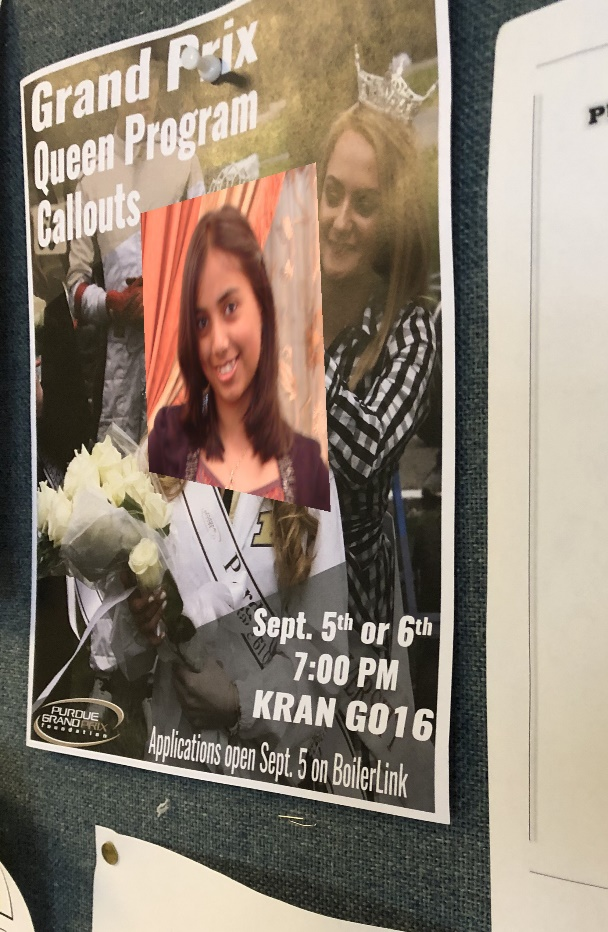 Grand Prix
Queen Program
Callouts
Sept. 5th or 6th
7:00 PM
KRAN G016
Applications open Sept. 5 on BoilerLink
PURDUE
GRAND PRIX
foundation